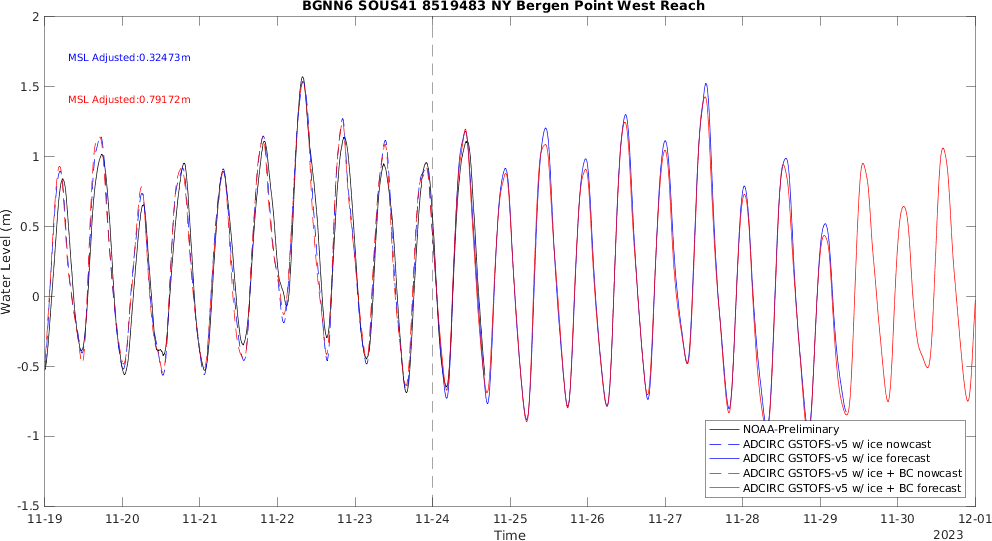 BGNN6 SOUS41 8519483 NY Bergen Point West Reach
2
1.5
1
0.5
0
-0.5
-1
-1.5
Water Level (m)
MSL Adjusted:0.32473m
MSL Adjusted:0.79172m
NOAA-Preliminary
ADCIRC GSTOFS-v5 w/ ice nowcast
ADCIRC GSTOFS-v5 w/ ice forecast
ADCIRC GSTOFS-v5 w/ ice + BC nowcast
ADCIRC GSTOFS-v5 w/ ice + BC forecast
11-19 11-20 11-21 11-22 11-23 11-24 11-25 11-26 11-27 11-28 11-29 11-30 12-01
Time
2023